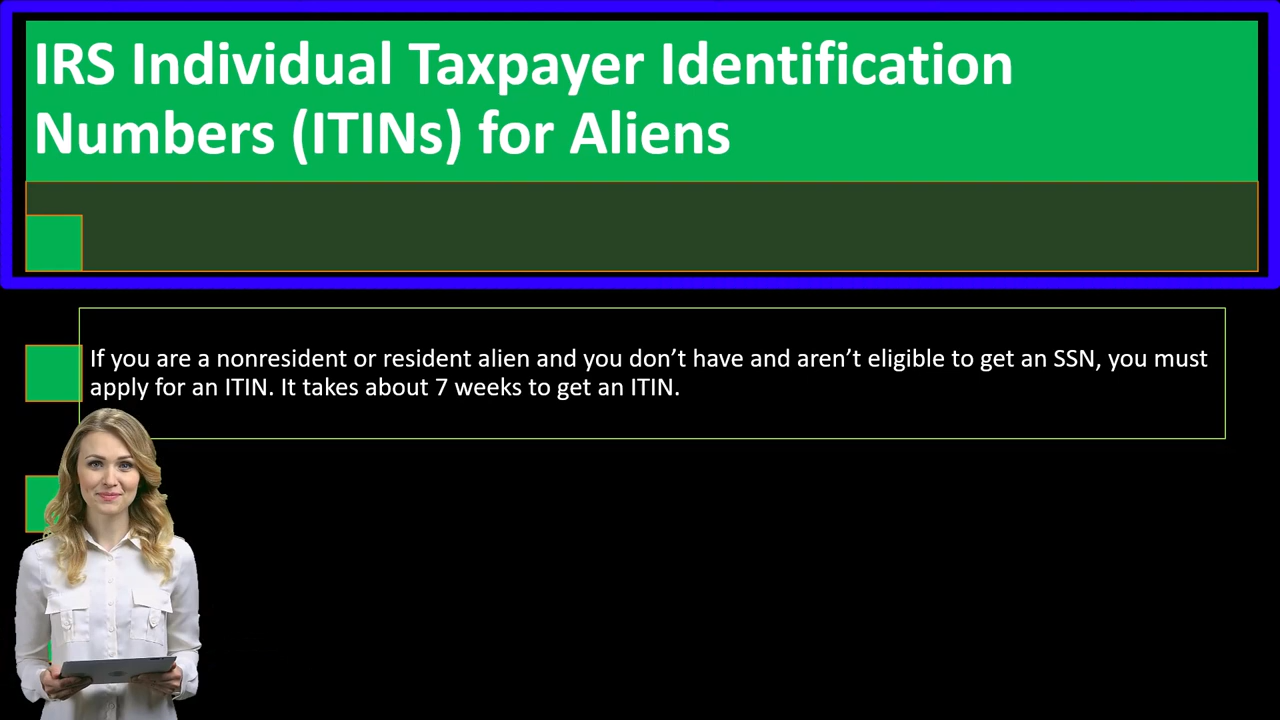 IRS Individual Taxpayer Identification
Numbers (ITINs) for Aliens
If you are a nonresident or resident alien and you don’t have and aren’t eligible to get an SSN, you must
apply for an ITIN. It takes about 7 weeks to get an ITIN.